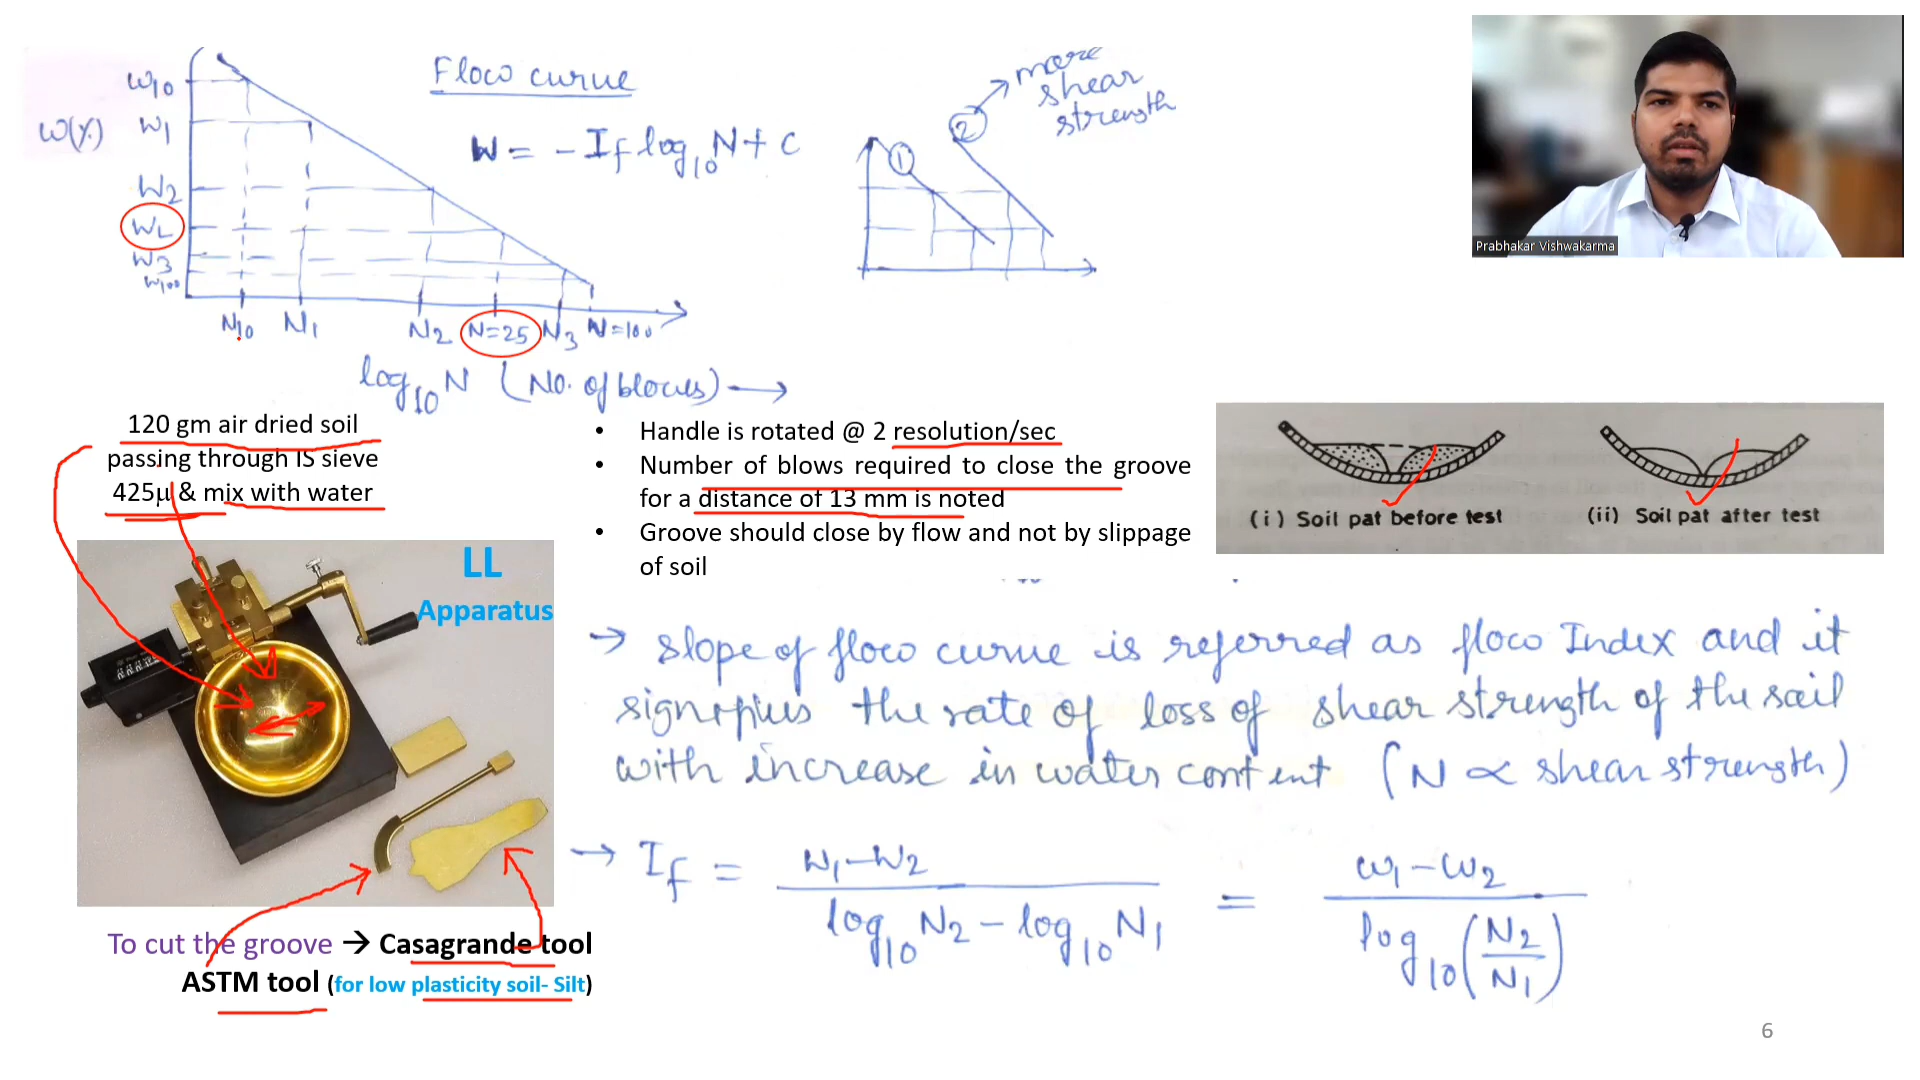 Flow curve
w10
W(%)
w1
W2
WL
W3
w100
W = - If log10 N + C
N10
N1
N2
N=25
N3
N=100
log10 N (No. of blows) →
1
2
more
shear
strength
Prabhakar Vishwakarma
120 gm air dried soil
passing through IS sieve
425µ & mix with water
LL
Apparatus
To cut the groove → Casagrande tool
ASTM tool (for low plasticity soil- Silt)
• Handle is rotated @ 2 resolution/sec
• Number of blows required to close the groove
for a distance of 13 mm is noted
• Groove should close by flow and not by slippage
of soil
(i) Soil pat before test
(ii) Soil pat after test
→ slope of flow curve is referred as flow Index and it
signifies the rate of loss of shear strength of the soil
with increase in water content (N ∝ shear strength)
→ If = W1-W2 / log10 N2 - log10 N1 = w1-w2 / log10 (N2/N1)
6